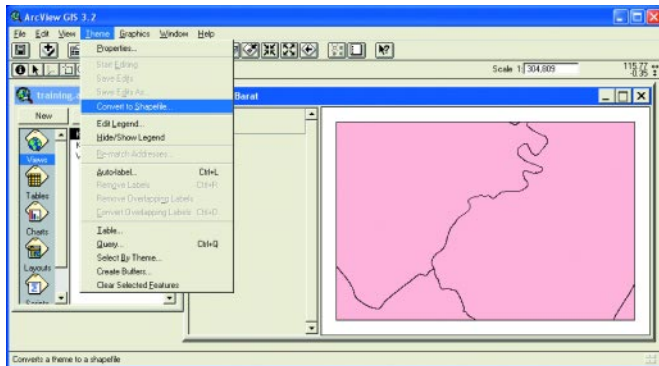 ArcView GIS 3.2
File Edit View Theme Graphics Window Help
Scale 1: 304,809
115.77
-0.35
Properties...
Start Editing
Save Edits
Save Edits As...
Convert to Shapefile...
Edit Legend...
Hide/Show Legend
Re-match Addresses...
Auto-label... Ctrl+L
Remove Labels Ctrl+R
Remove Overlapping Labels
Convert Overlapping Labels Ctrl+O
Table...
Query... Ctrl+Q
Select By Theme...
Create Buffers...
Clear Selected Features
training.a
Barat
New
Views
Tables
Charts
Layouts
Scripts
Converts a theme to a shapefile